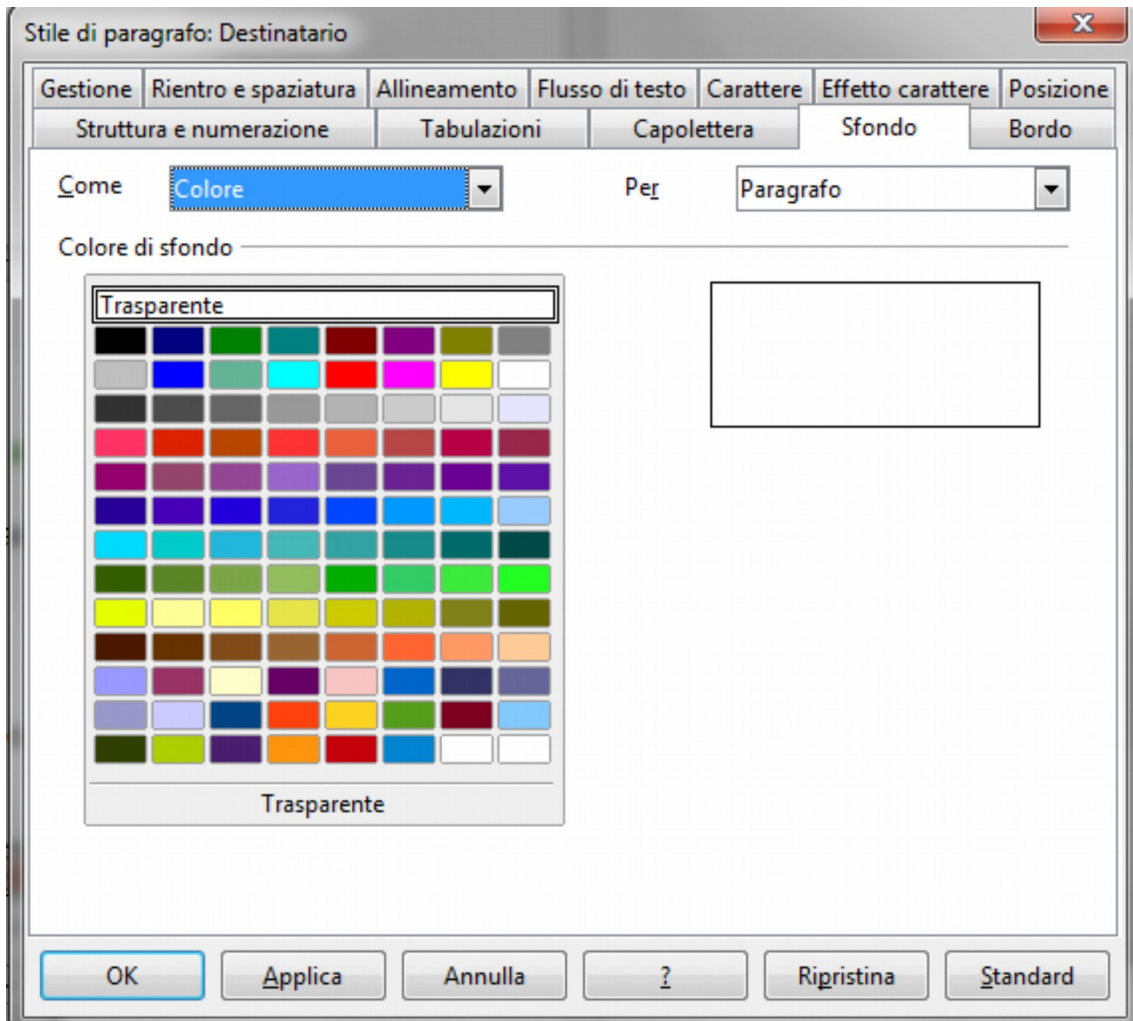 Stile di paragrafo: Destinatario
X
Gestione Rientro e spaziatura Allineamento Flusso di testo Carattere Effetto carattere Posizione
Struttura e numerazione Tabulazioni Capolettera Sfondo Bordo
Come Colore Per Paragrafo
Colore di sfondo
Trasparente
Trasparente
OK Applica Annulla ? Ripristina Standard